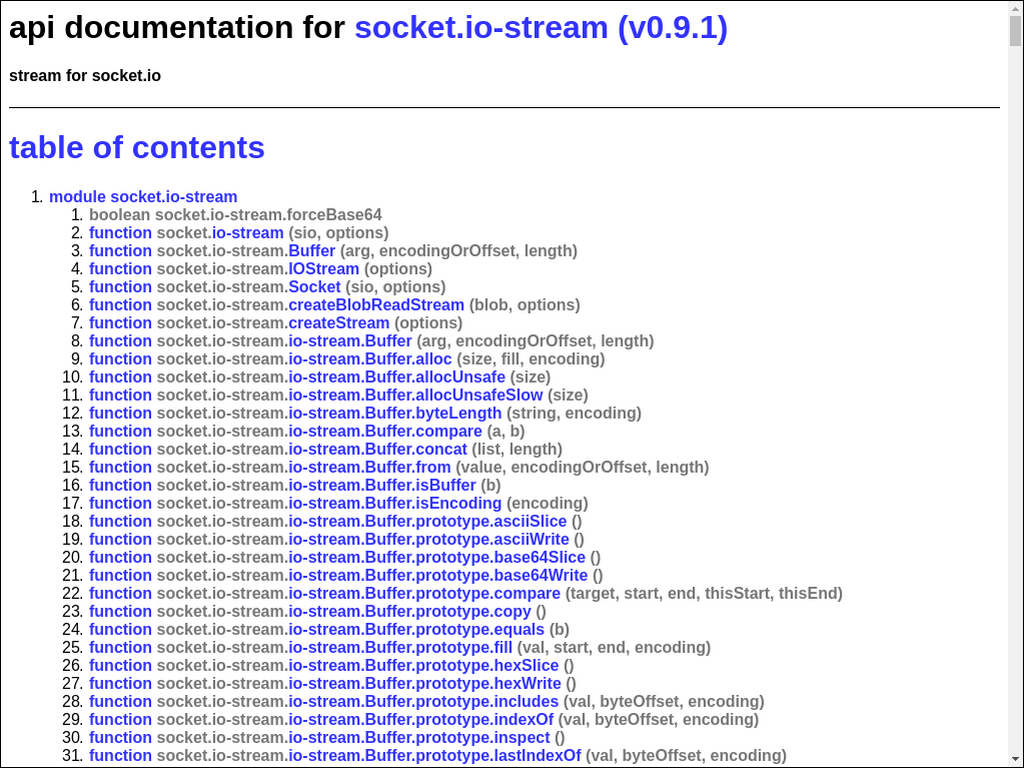 api documentation for socket.io-stream (v0.9.1)
stream for socket.io
table of contents
1. module socket.io-stream
1. boolean socket.io-stream.forceBase64
2. function socket.io-stream (sio, options)
3. function socket.io-stream.Buffer (arg, encodingOrOffset, length)
4. function socket.io-stream.IOStream (options)
5. function socket.io-stream.Socket (sio, options)
6. function socket.io-stream.createBlobReadStream (blob, options)
7. function socket.io-stream.createStream (options)
8. function socket.io-stream.io-stream.Buffer (arg, encodingOrOffset, length)
9. function socket.io-stream.io-stream.Buffer.alloc (size, fill, encoding)
10. function socket.io-stream.io-stream.Buffer.allocUnsafe (size)
11. function socket.io-stream.io-stream.Buffer.allocUnsafeSlow (size)
12. function socket.io-stream.io-stream.Buffer.byteLength (string, encoding)
13. function socket.io-stream.io-stream.Buffer.compare (a, b)
14. function socket.io-stream.io-stream.Buffer.concat (list, length)
15. function socket.io-stream.io-stream.Buffer.from (value, encodingOrOffset, length)
16. function socket.io-stream.io-stream.Buffer.isBuffer (b)
17. function socket.io-stream.io-stream.Buffer.isEncoding (encoding)
18. function socket.io-stream.io-stream.Buffer.prototype.asciiSlice ()
19. function socket.io-stream.io-stream.Buffer.prototype.asciiWrite ()
20. function socket.io-stream.io-stream.Buffer.prototype.base64Slice ()
21. function socket.io-stream.io-stream.Buffer.prototype.base64Write ()
22. function socket.io-stream.io-stream.Buffer.prototype.compare (target, start, end, thisStart, thisEnd)
23. function socket.io-stream.io-stream.Buffer.prototype.copy ()
24. function socket.io-stream.io-stream.Buffer.prototype.equals (b)
25. function socket.io-stream.io-stream.Buffer.prototype.fill (val, start, end, encoding)
26. function socket.io-stream.io-stream.Buffer.prototype.hexSlice ()
27. function socket.io-stream.io-stream.Buffer.prototype.hexWrite ()
28. function socket.io-stream.io-stream.Buffer.prototype.includes (val, byteOffset, encoding)
29. function socket.io-stream.io-stream.Buffer.prototype.indexOf (val, byteOffset, encoding)
30. function socket.io-stream.io-stream.Buffer.prototype.inspect ()
31. function socket.io-stream.io-stream.Buffer.prototype.lastIndexOf (val, byteOffset, encoding)